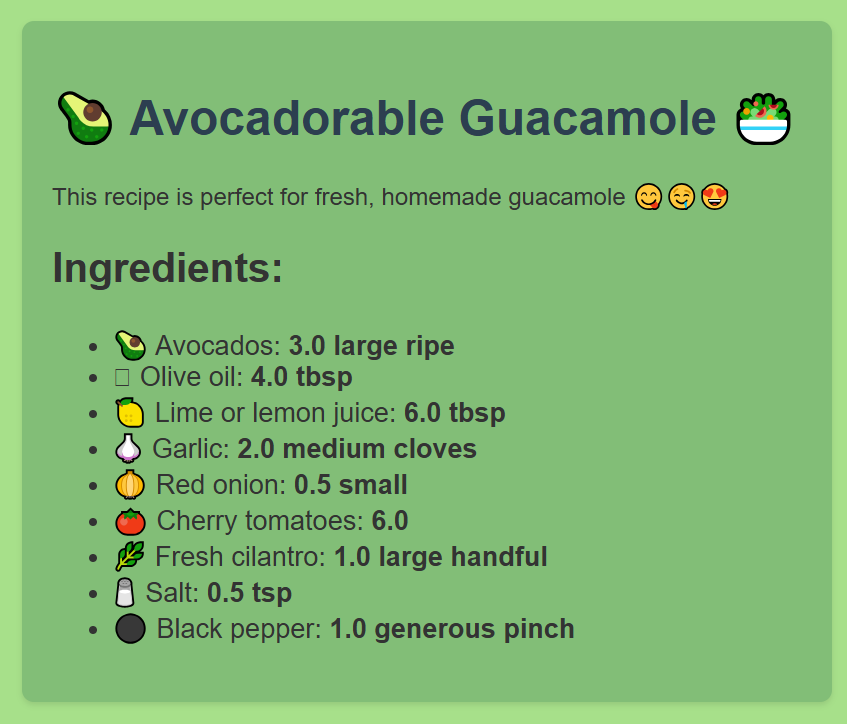 🥑 Avocadorable Guacamole 🥗
This recipe is perfect for fresh, homemade guacamole 😋🤤😍
Ingredients:
• 🥑 Avocados: 3.0 large ripe
• Olive oil: 4.0 tbsp
• 🍋 Lime or lemon juice: 6.0 tbsp
• 🧄 Garlic: 2.0 medium cloves
• 🧅 Red onion: 0.5 small
• 🍅 Cherry tomatoes: 6.0
• 🌿 Fresh cilantro: 1.0 large handful
• 🧂 Salt: 0.5 tsp
• ⚫ Black pepper: 1.0 generous pinch